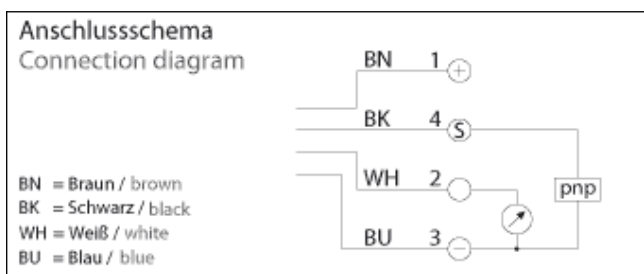 Anschlussschema
Connection diagram
BN 1 +
BK 4 S
WH 2
pnp
BU 3 −
BN = Braun / brown
BK = Schwarz / black
WH = Weiß / white
BU = Blau / blue